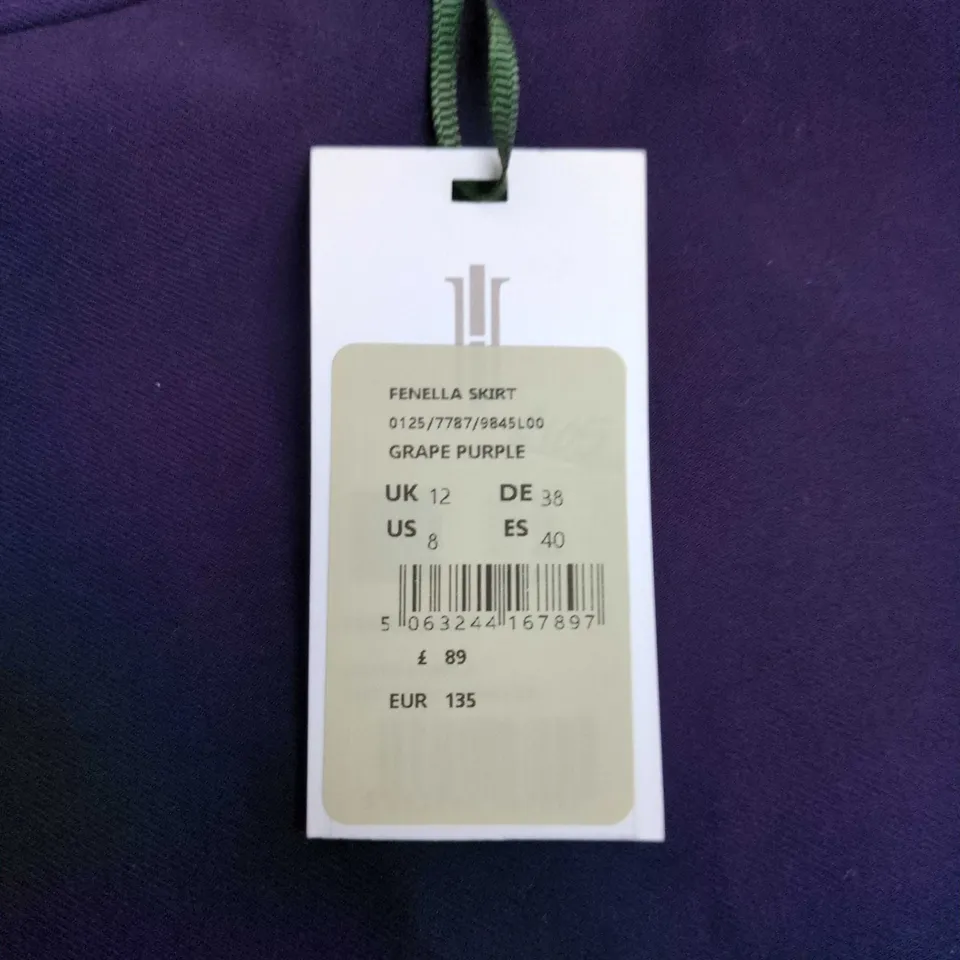 FENELLA SKIRT
0125/7787/9845L00
GRAPE PURPLE
UK 12 DE 38
US 8 ES 40
5 063244 167897
£ 89
EUR 135